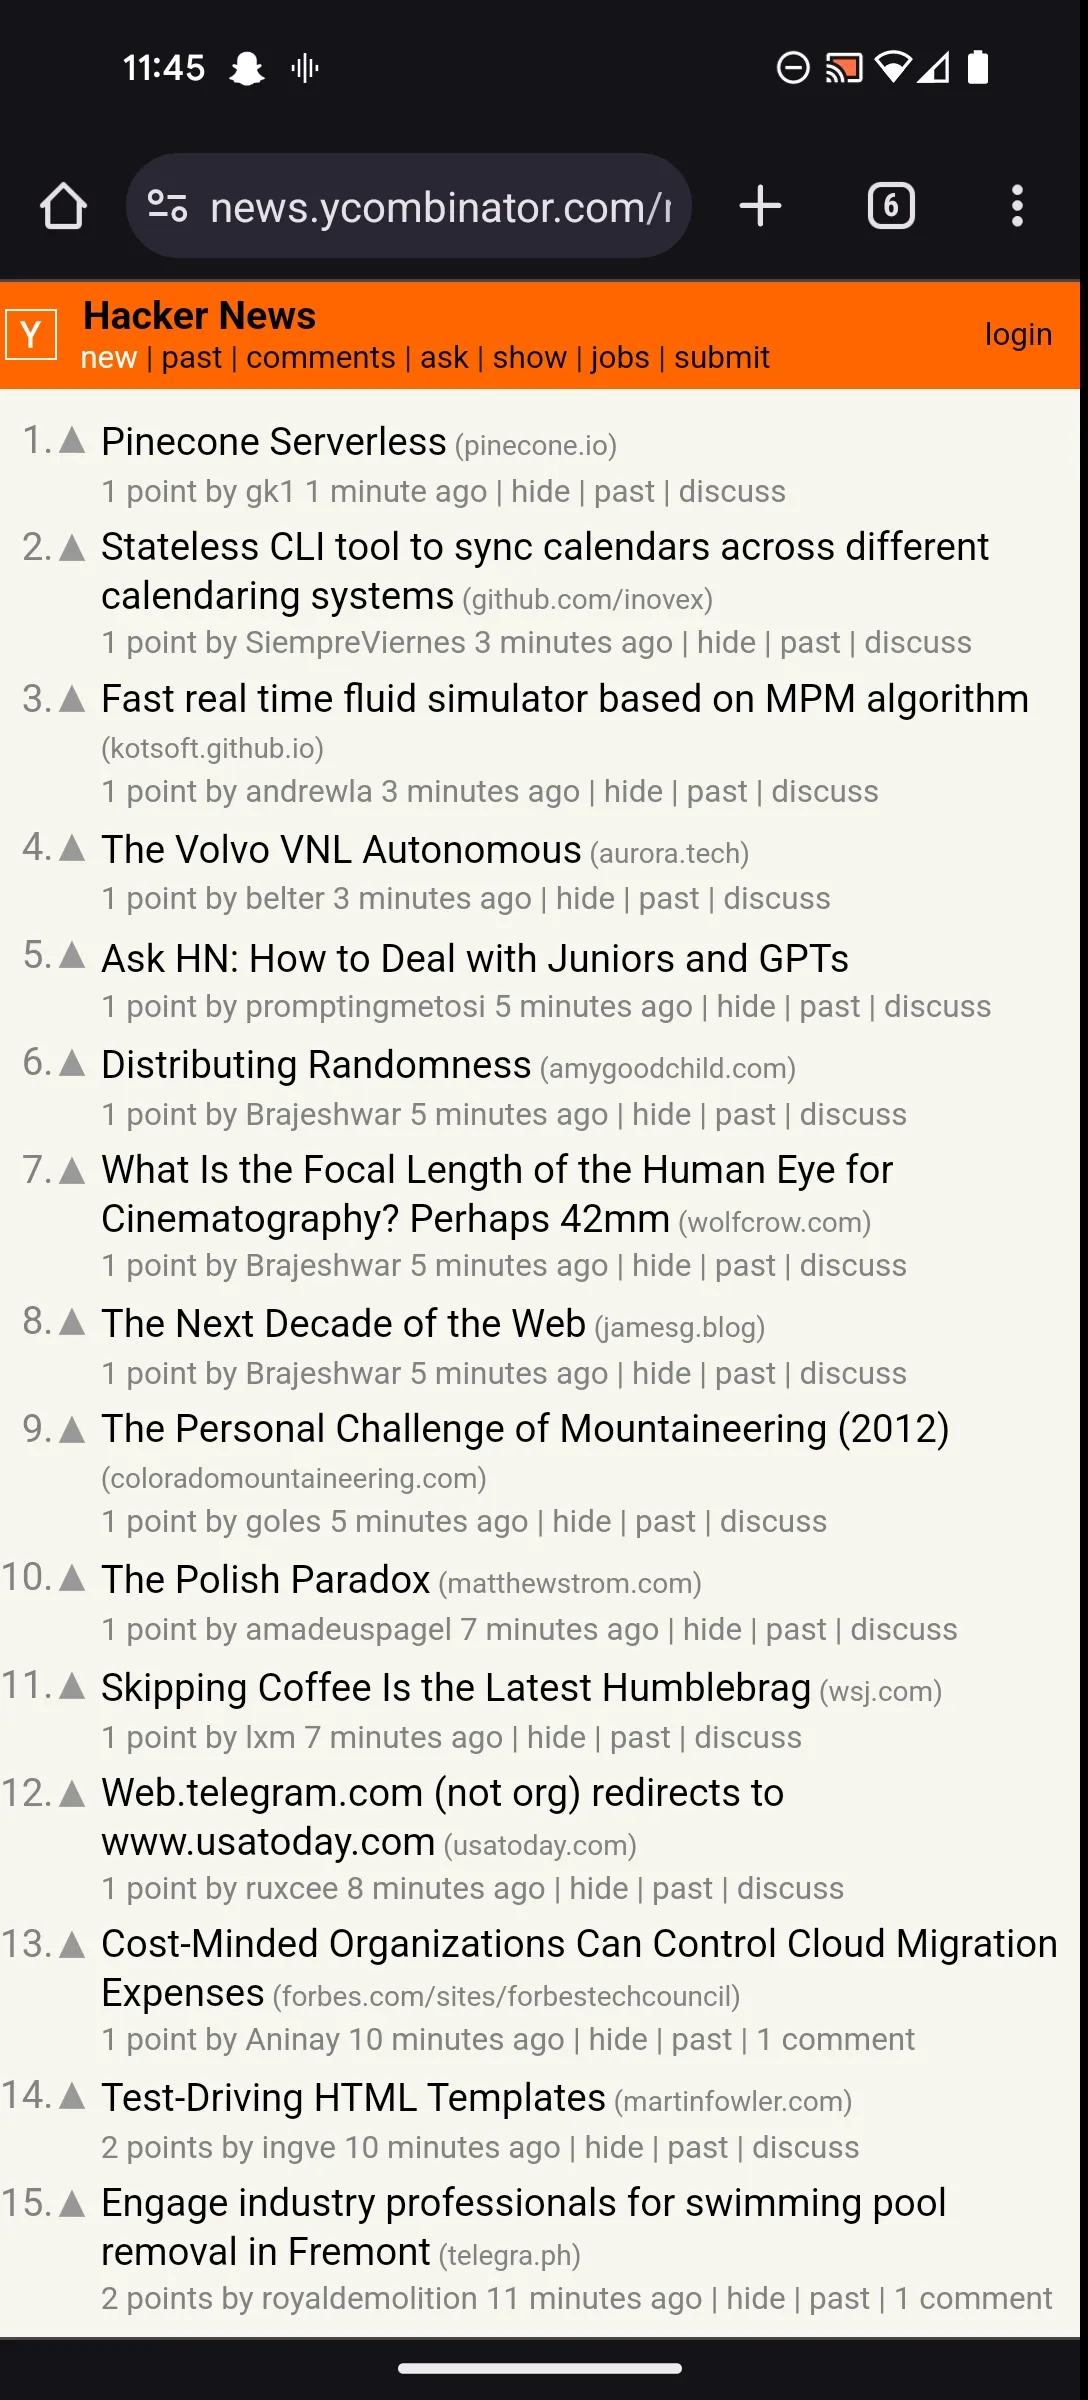 11:45
news.ycombinator.com/
6
Y
Hacker News
new | past | comments | ask | show | jobs | submit
login
1. Pinecone Serverless (pinecone.io)
1 point by gk1 1 minute ago | hide | past | discuss
2. Stateless CLI tool to sync calendars across different
calendaring systems (github.com/inovex)
1 point by SiempreViernes 3 minutes ago | hide | past | discuss
3. Fast real time fluid simulator based on MPM algorithm
(kotsoft.github.io)
1 point by andrewla 3 minutes ago | hide | past | discuss
4. The Volvo VNL Autonomous (aurora.tech)
1 point by belter 3 minutes ago | hide | past | discuss
5. Ask HN: How to Deal with Juniors and GPTs
1 point by promptingmetosi 5 minutes ago | hide | past | discuss
6. Distributing Randomness (amygoodchild.com)
1 point by Brajeshwar 5 minutes ago | hide | past | discuss
7. What Is the Focal Length of the Human Eye for
Cinematography? Perhaps 42mm (wolfcrow.com)
1 point by Brajeshwar 5 minutes ago | hide | past | discuss
8. The Next Decade of the Web (jamesg.blog)
1 point by Brajeshwar 5 minutes ago | hide | past | discuss
9. The Personal Challenge of Mountaineering (2012)
(coloradomountaineering.com)
1 point by goles 5 minutes ago | hide | past | discuss
10. The Polish Paradox (matthewstrom.com)
1 point by amadeuspagel 7 minutes ago | hide | past | discuss
11. Skipping Coffee Is the Latest Humblebrag (wsj.com)
1 point by lxm 7 minutes ago | hide | past | discuss
12. Web.telegram.com (not org) redirects to
www.usatoday.com (usatoday.com)
1 point by ruxcee 8 minutes ago | hide | past | discuss
13. Cost-Minded Organizations Can Control Cloud Migration
Expenses (forbes.com/sites/forbestechcouncil)
1 point by Aninay 10 minutes ago | hide | past | 1 comment
14. Test-Driving HTML Templates (martinfowler.com)
2 points by ingve 10 minutes ago | hide | past | discuss
15. Engage industry professionals for swimming pool
removal in Fremont (telegra.ph)
2 points by royaldemolition 11 minutes ago | hide | past | 1 comment